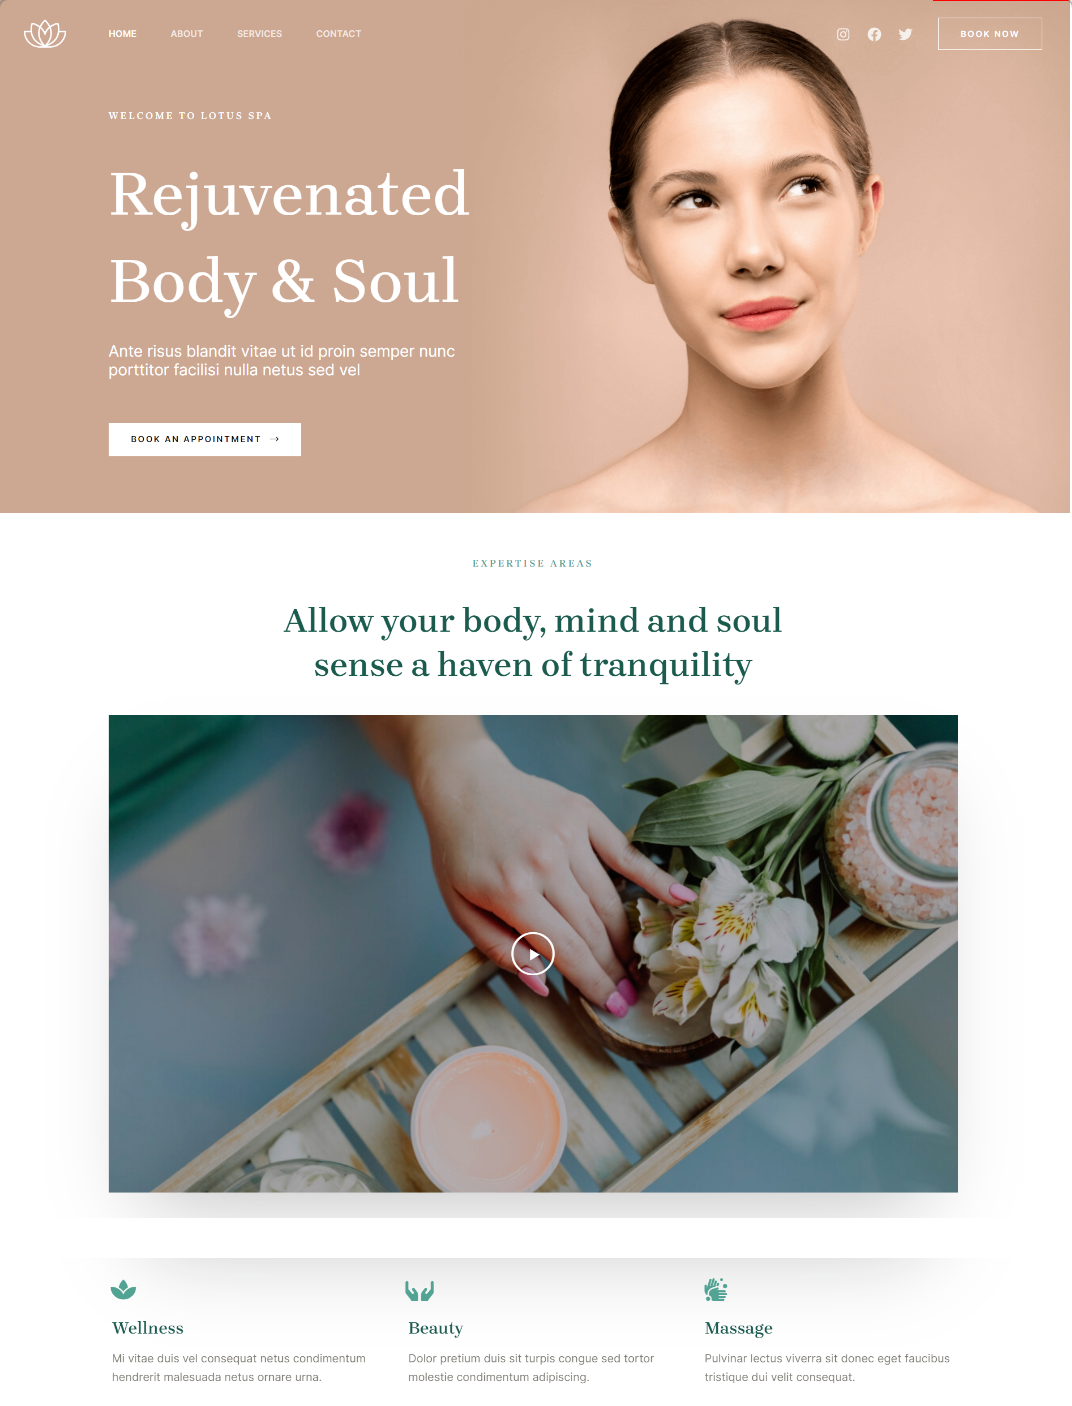 HOME ABOUT SERVICES CONTACT BOOK NOW
WELCOME TO LOTUS SPA
Rejuvenated
Body & Soul
Ante risus blandit vitae ut id proin semper nunc
porttitor facilisi nulla netus sed vel
BOOK AN APPOINTMENT →
EXPERTISE AREAS
Allow your body, mind and soul
sense a haven of tranquility
Wellness
Mi vitae duis vel consequat netus condimentum
hendrerit malesuada netus ornare urna.
Beauty
Dolor pretium duis sit turpis congue sed tortor
molestie condimentum adipiscing.
Massage
Pulvinar lectus viverra sit donec eget faucibus
tristique dui velit consequat.